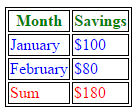 Month Savings
January $100
February $80
Sum $180